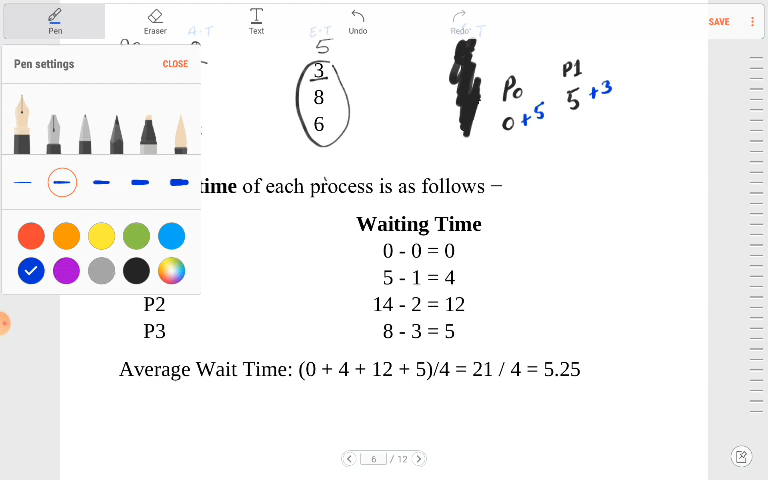 Pen Eraser Text Undo Redo SAVE
A-T E-T S-T
Pen settings CLOSE
5
3
8
6
P0 P1
0 +5 5 +3
time of each process is as follows −
Waiting Time
0 - 0 = 0
5 - 1 = 4
P2 14 - 2 = 12
P3 8 - 3 = 5
Average Wait Time: (0 + 4 + 12 + 5)/4 = 21 / 4 = 5.25
6 / 12